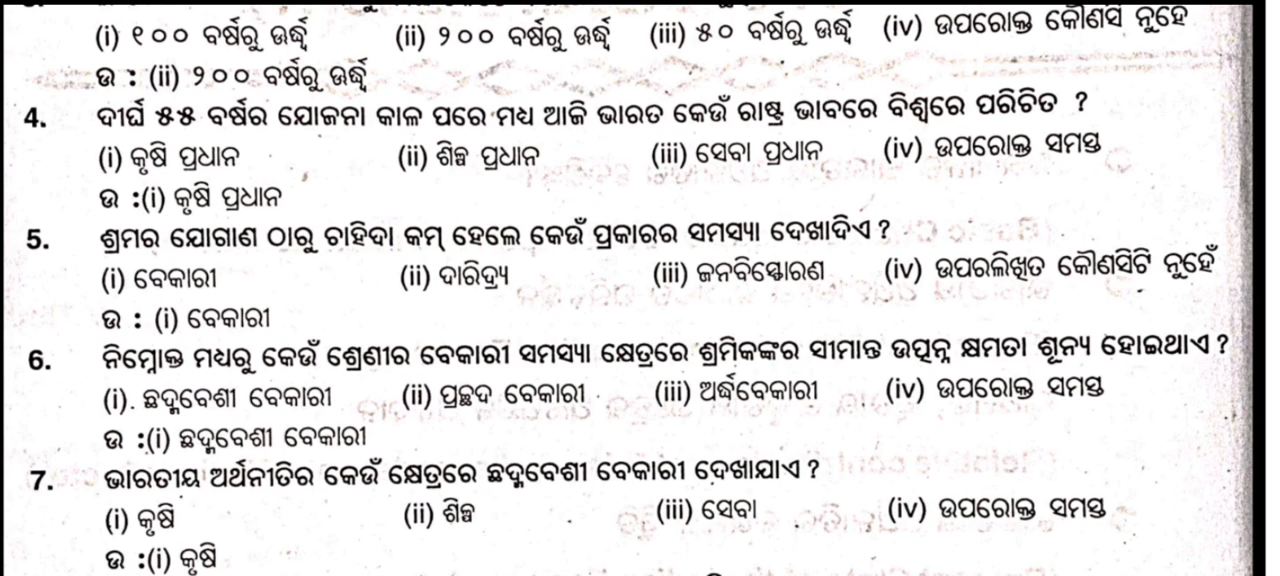 (i) ୧୦୦ ବର୍ଷରୁ ଊର୍ଦ୍ଧ୍ୱ (ii) ୨୦୦ ବର୍ଷରୁ ଊର୍ଦ୍ଧ୍ୱ (iii) ୫୦ ବର୍ଷରୁ ଊର୍ଦ୍ଧ୍ୱ (iv) ଉପରୋକ୍ତ କୌଣସି ନୁହେଁ
ଉ : (ii) ୨୦୦ ବର୍ଷରୁ ଊର୍ଦ୍ଧ୍ୱ
4. ଦୀର୍ଘ ୫୫ ବର୍ଷର ଯୋଜନା କାଳ ପରେ ମଧ୍ୟ ଆଜି ଭାରତ କେଉଁ ରାଷ୍ଟ୍ର ଭାବରେ ବିଶ୍ୱରେ ପରିଚିତ ?
(i) କୃଷି ପ୍ରଧାନ (ii) ଶିଳ୍ପ ପ୍ରଧାନ (iii) ସେବା ପ୍ରଧାନ (iv) ଉପରୋକ୍ତ ସମସ୍ତ
ଉ :(i) କୃଷି ପ୍ରଧାନ
5. ଶ୍ରମର ଯୋଗାଣ ଠାରୁ ଚାହିଦା କମ୍ ହେଲେ କେଉଁ ପ୍ରକାରର ସମସ୍ୟା ଦେଖାଦିଏ ?
(i) ବେକାରୀ (ii) ଦାରିଦ୍ର୍ୟ (iii) ଜନବିସ୍ଫୋରଣ (iv) ଉପରଲିଖିତ କୌଣସିଟି ନୁହେଁ
ଉ : (i) ବେକାରୀ
6. ନିମ୍ନୋକ୍ତ ମଧ୍ୟରୁ କେଉଁ ଶ୍ରେଣୀର ବେକାରୀ ସମସ୍ୟା କ୍ଷେତ୍ରରେ ଶ୍ରମିକଙ୍କର ସୀମାନ୍ତ ଉତ୍ପନ୍ନ କ୍ଷମତା ଶୂନ୍ୟ ହୋଇଥାଏ ?
(i). ଛଦ୍ମବେଶୀ ବେକାରୀ (ii) ପ୍ରଚ୍ଛଦ ବେକାରୀ (iii) ଅର୍ଦ୍ଧବେକାରୀ (iv) ଉପରୋକ୍ତ ସମସ୍ତ
ଉ :(i) ଛଦ୍ମବେଶୀ ବେକାରୀ
7. ଭାରତୀୟ ଅର୍ଥନୀତିର କେଉଁ କ୍ଷେତ୍ରରେ ଛଦ୍ମବେଶୀ ବେକାରୀ ଦେଖାଯାଏ ?
(i) କୃଷି (ii) ଶିଳ୍ପ (iii) ସେବା (iv) ଉପରୋକ୍ତ ସମସ୍ତ
ଉ :(i) କୃଷି